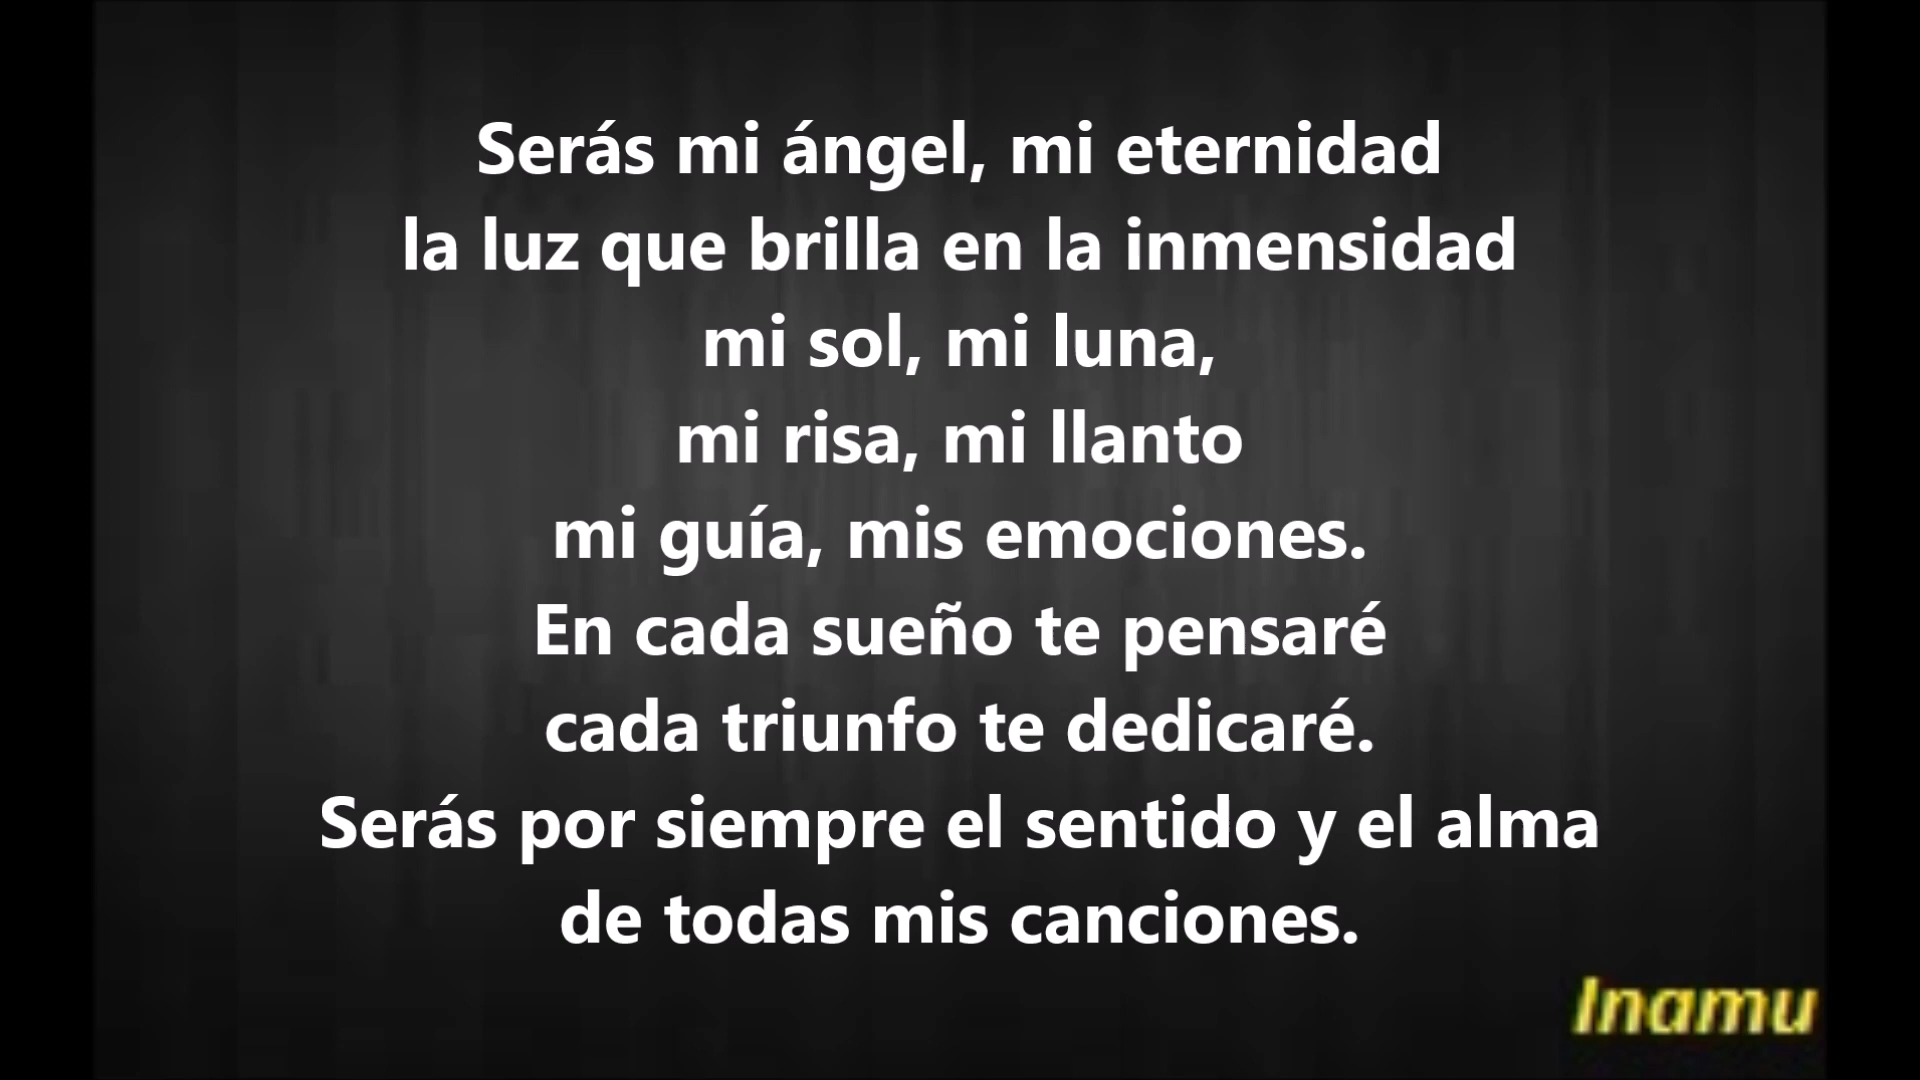 Serás mi ángel, mi eternidad
la luz que brilla en la inmensidad
mi sol, mi luna,
mi risa, mi llanto
mi guía, mis emociones.
En cada sueño te pensaré
cada triunfo te dedicaré.
Serás por siempre el sentido y el alma
de todas mis canciones.
Inamu